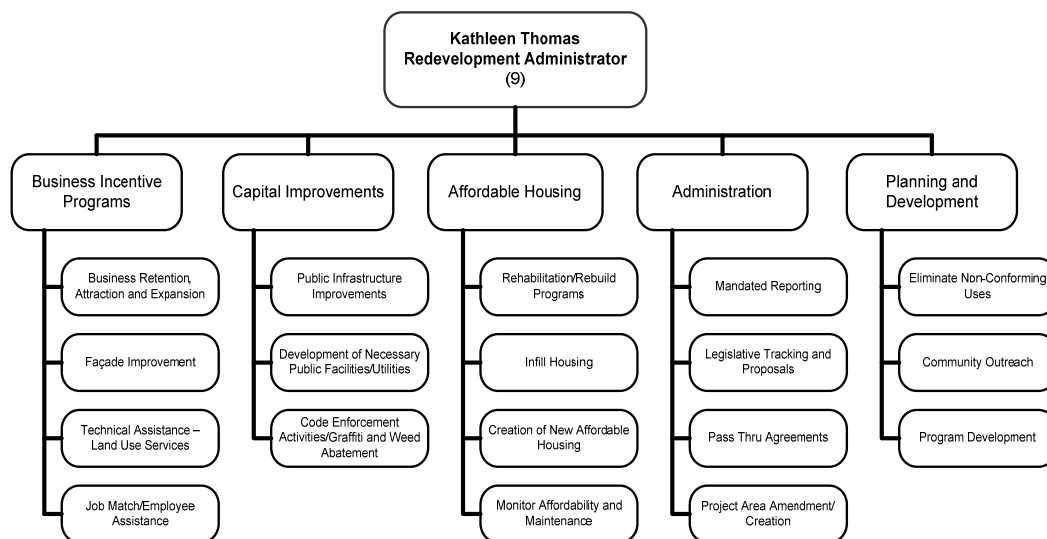 Kathleen Thomas
Redevelopment Administrator
(9)
Business Incentive
Programs
Business Retention,
Attraction and Expansion
Façade Improvement
Technical Assistance –
Land Use Services
Job Match/Employee
Assistance
Capital Improvements
Public Infrastructure
Improvements
Development of Necessary
Public Facilities/Utilities
Code Enforcement
Activities/Graffiti and Weed
Abatement
Affordable Housing
Rehabilitation/Rebuild
Programs
Infill Housing
Creation of New Affordable
Housing
Monitor Affordability and
Maintenance
Administration
Mandated Reporting
Legislative Tracking and
Proposals
Pass Thru Agreements
Project Area Amendment/
Creation
Planning and
Development
Eliminate Non-Conforming
Uses
Community Outreach
Program Development